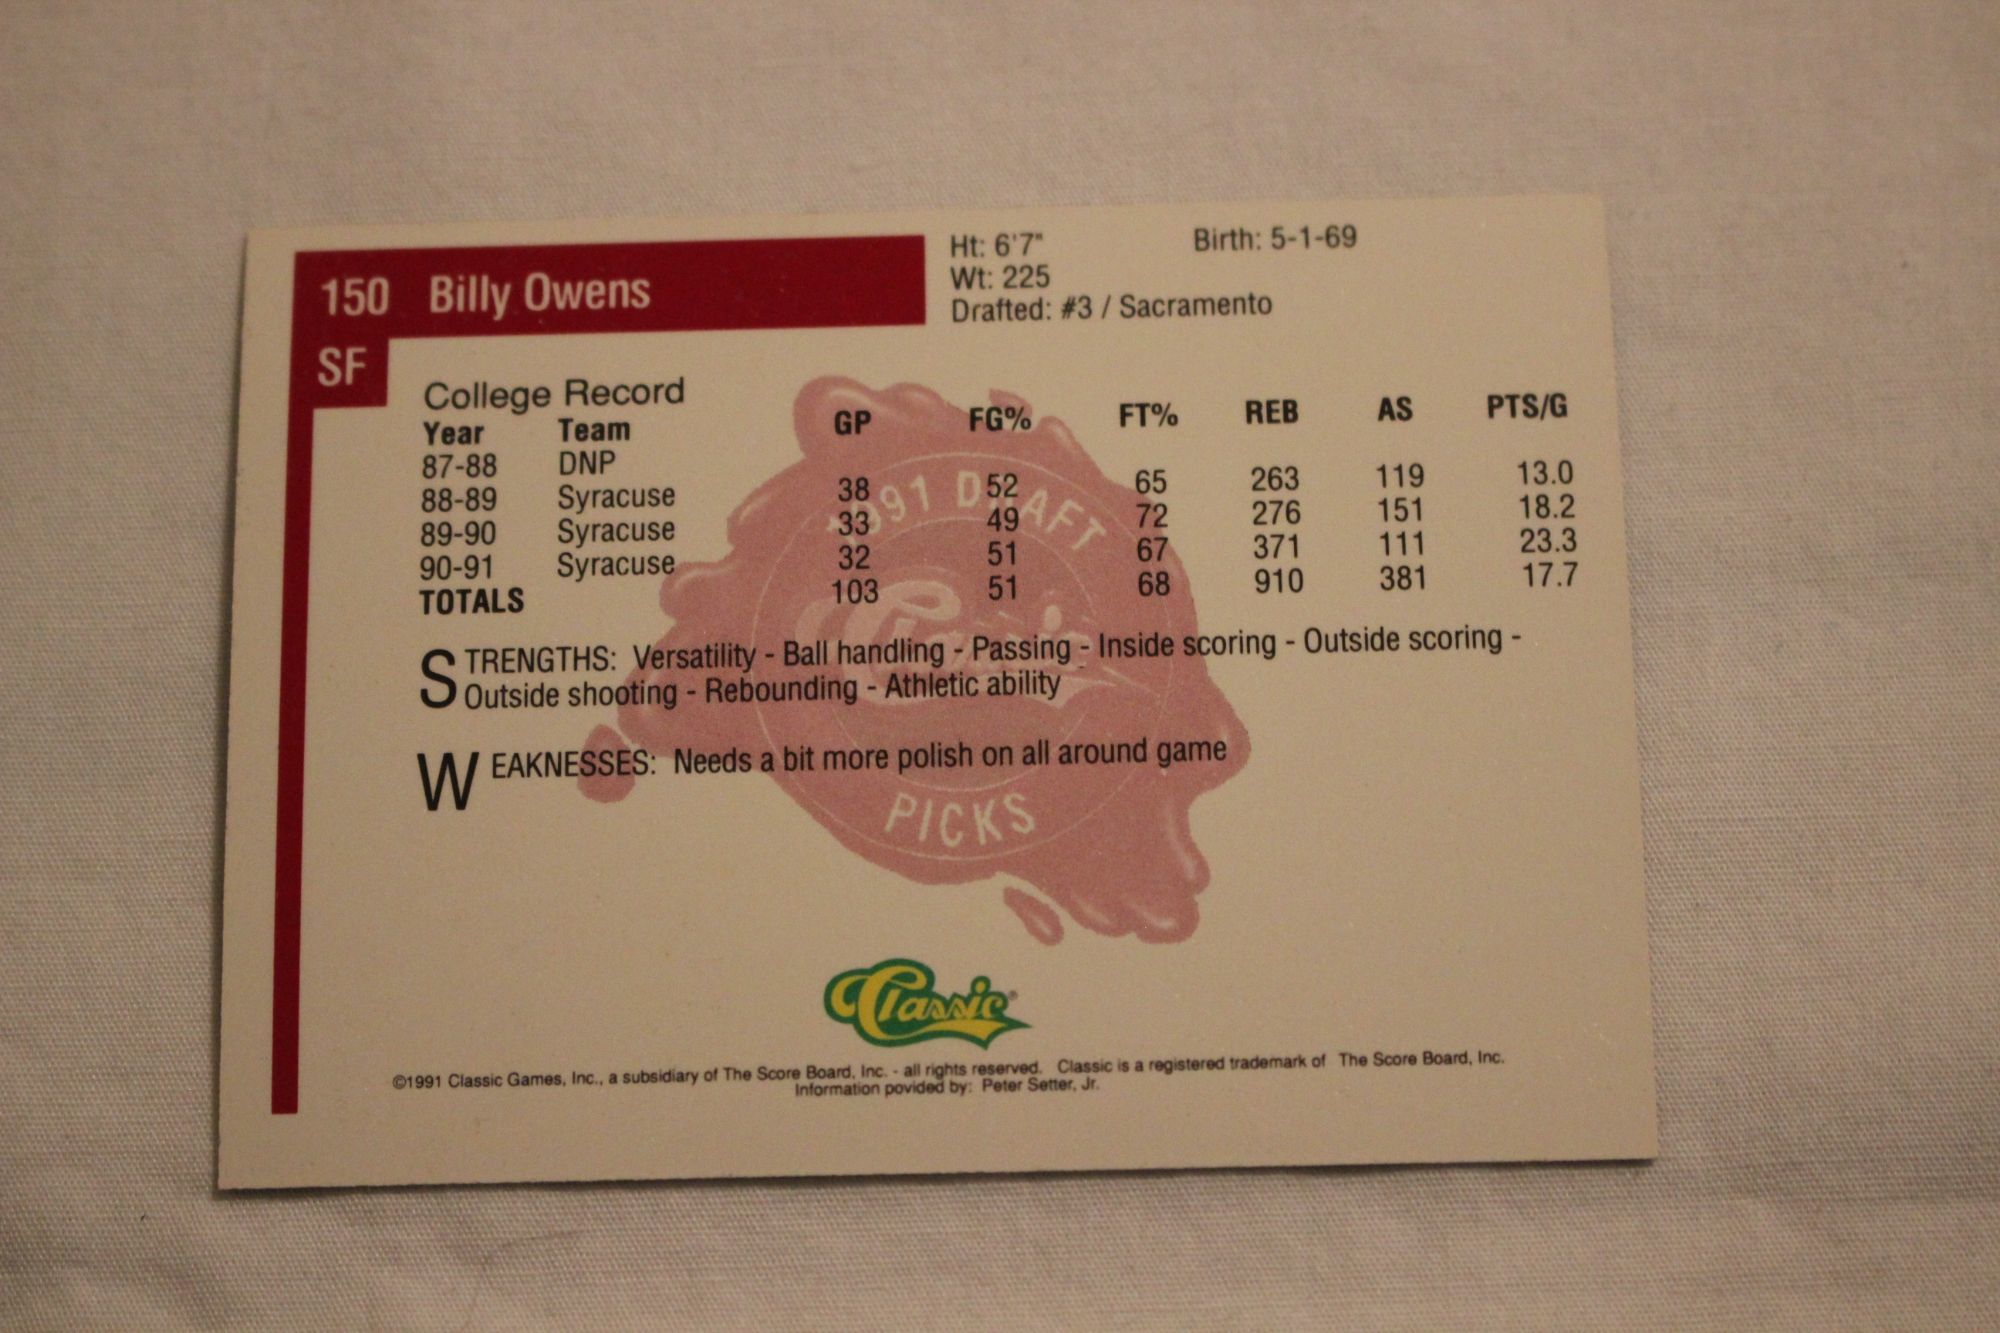 150 Billy Owens
SF
Ht: 6'7" Birth: 5-1-69
Wt: 225
Drafted: #3 / Sacramento
College Record
Year Team GP FG% FT% REB AS PTS/G
87-88 DNP
88-89 Syracuse 38 52 65 263 119 13.0
89-90 Syracuse 33 49 72 276 151 18.2
90-91 Syracuse 32 51 67 371 111 23.3
TOTALS 103 51 68 910 381 17.7
STRENGTHS: Versatility - Ball handling - Passing - Inside scoring - Outside scoring -
Outside shooting - Rebounding - Athletic ability
WEAKNESSES: Needs a bit more polish on all around game
1991 DRAFT
Classic
PICKS
Classic®
©1991 Classic Games, Inc., a subsidiary of The Score Board, Inc. - all rights reserved. Classic is a registered trademark of The Score Board, Inc.
Information povided by: Peter Setter, Jr.